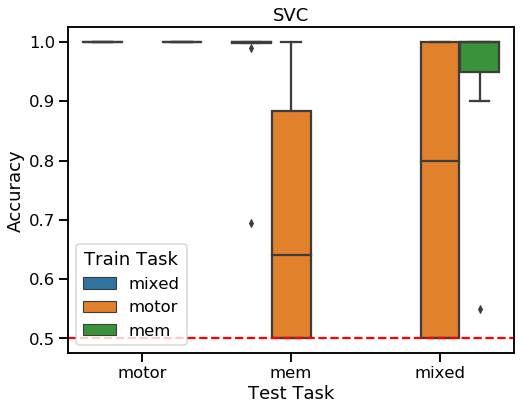 SVC
1.0
0.9
0.8
0.7
0.6
0.5
Accuracy
Train Task
mixed
motor
mem
motor
mem
mixed
Test Task